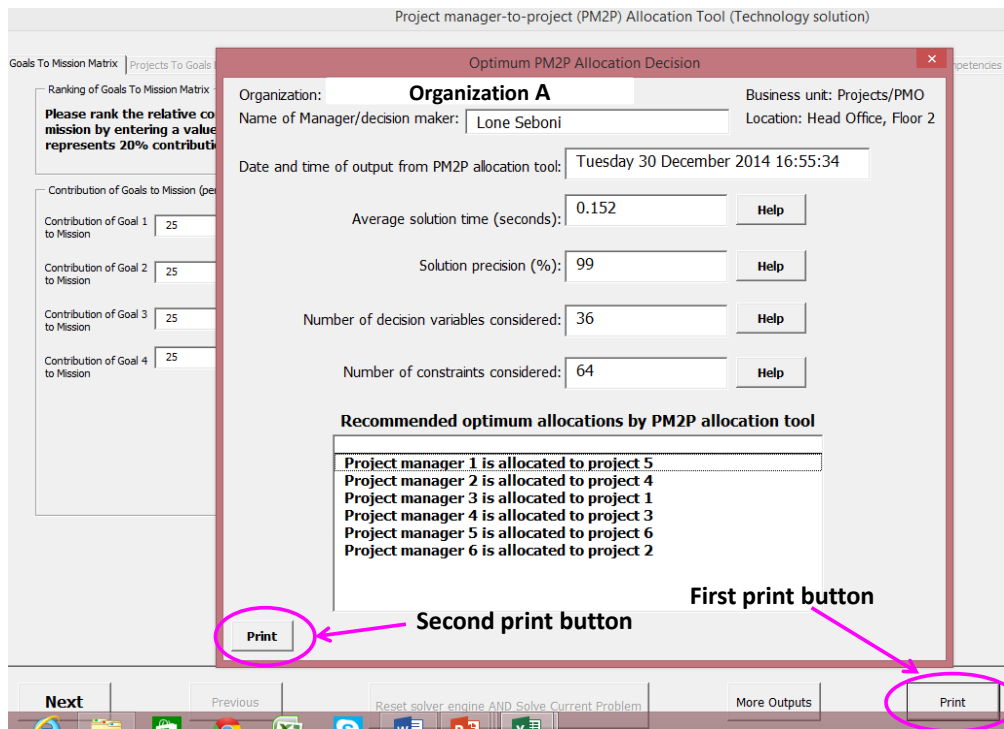 Project manager-to-project (PM2P) Allocation Tool (Technology solution)
Goals To Mission Matrix
Projects To Goals
Optimum PM2P Allocation Decision
×
Ranking of Goals To Mission Matrix
Please rank the relative
mission by entering a value
represents 20%
Organization:
Organization A
Business unit: Projects/PMO
Name of Manager/decision maker:
Lone Seboni
Location: Head Office, Floor 2
Date and time of output from PM2P allocation tool:
Tuesday 30 December 2014 16:55:34
Contribution of Goals to Mission
Contribution of Goal 1
to Mission
25
Average solution time (seconds):
0.152
Help
Contribution of Goal 2
to Mission
25
Solution precision (%):
99
Help
Contribution of Goal 3
to Mission
25
Number of decision variables considered:
36
Help
Contribution of Goal 4
to Mission
25
Number of constraints considered:
64
Help
Recommended optimum allocations by PM2P allocation tool
Project manager 1 is allocated to project 5
Project manager 2 is allocated to project 4
Project manager 3 is allocated to project 1
Project manager 4 is allocated to project 3
Project manager 5 is allocated to project 6
Project manager 6 is allocated to project 2
First print button
Second print button
Print
Next
Previous
Reset solver engine AND Solve Current Problem
More Outputs
Print